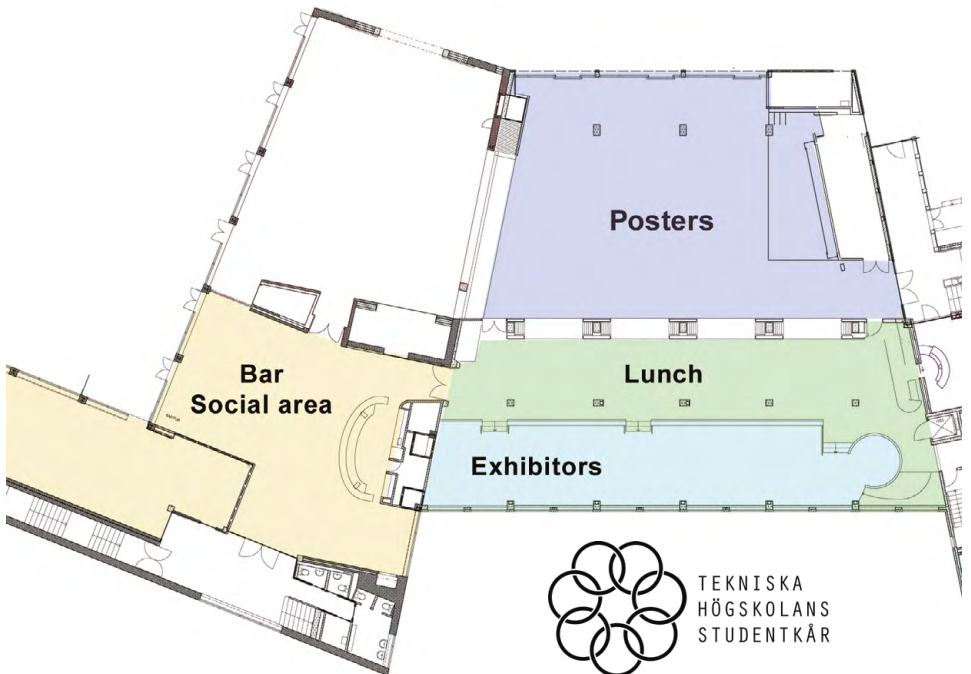 Posters
Bar
Social area
Lunch
Exhibitors
TEKNISKA
HÖGSKOLANS
STUDENTKÅR